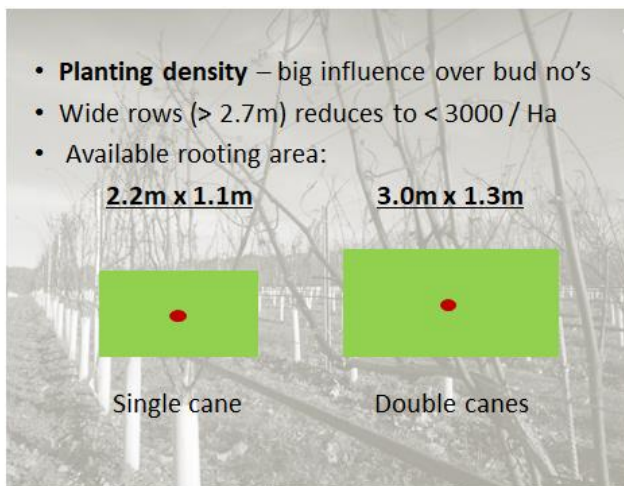 • Planting density – big influence over bud no's
• Wide rows (> 2.7m) reduces to < 3000 / Ha
• Available rooting area:
2.2m x 1.1m 3.0m x 1.3m
Single cane Double canes